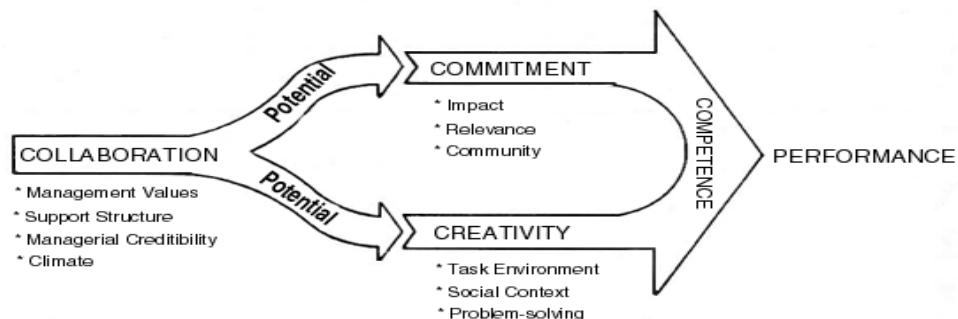 COLLABORATION
* Management Values
* Support Structure
* Managerial Creditibility
* Climate
Potential
Potential
COMMITMENT
* Impact
* Relevance
* Community
CREATIVITY
* Task Environment
* Social Context
* Problem-solving
COMPETENCE
PERFORMANCE